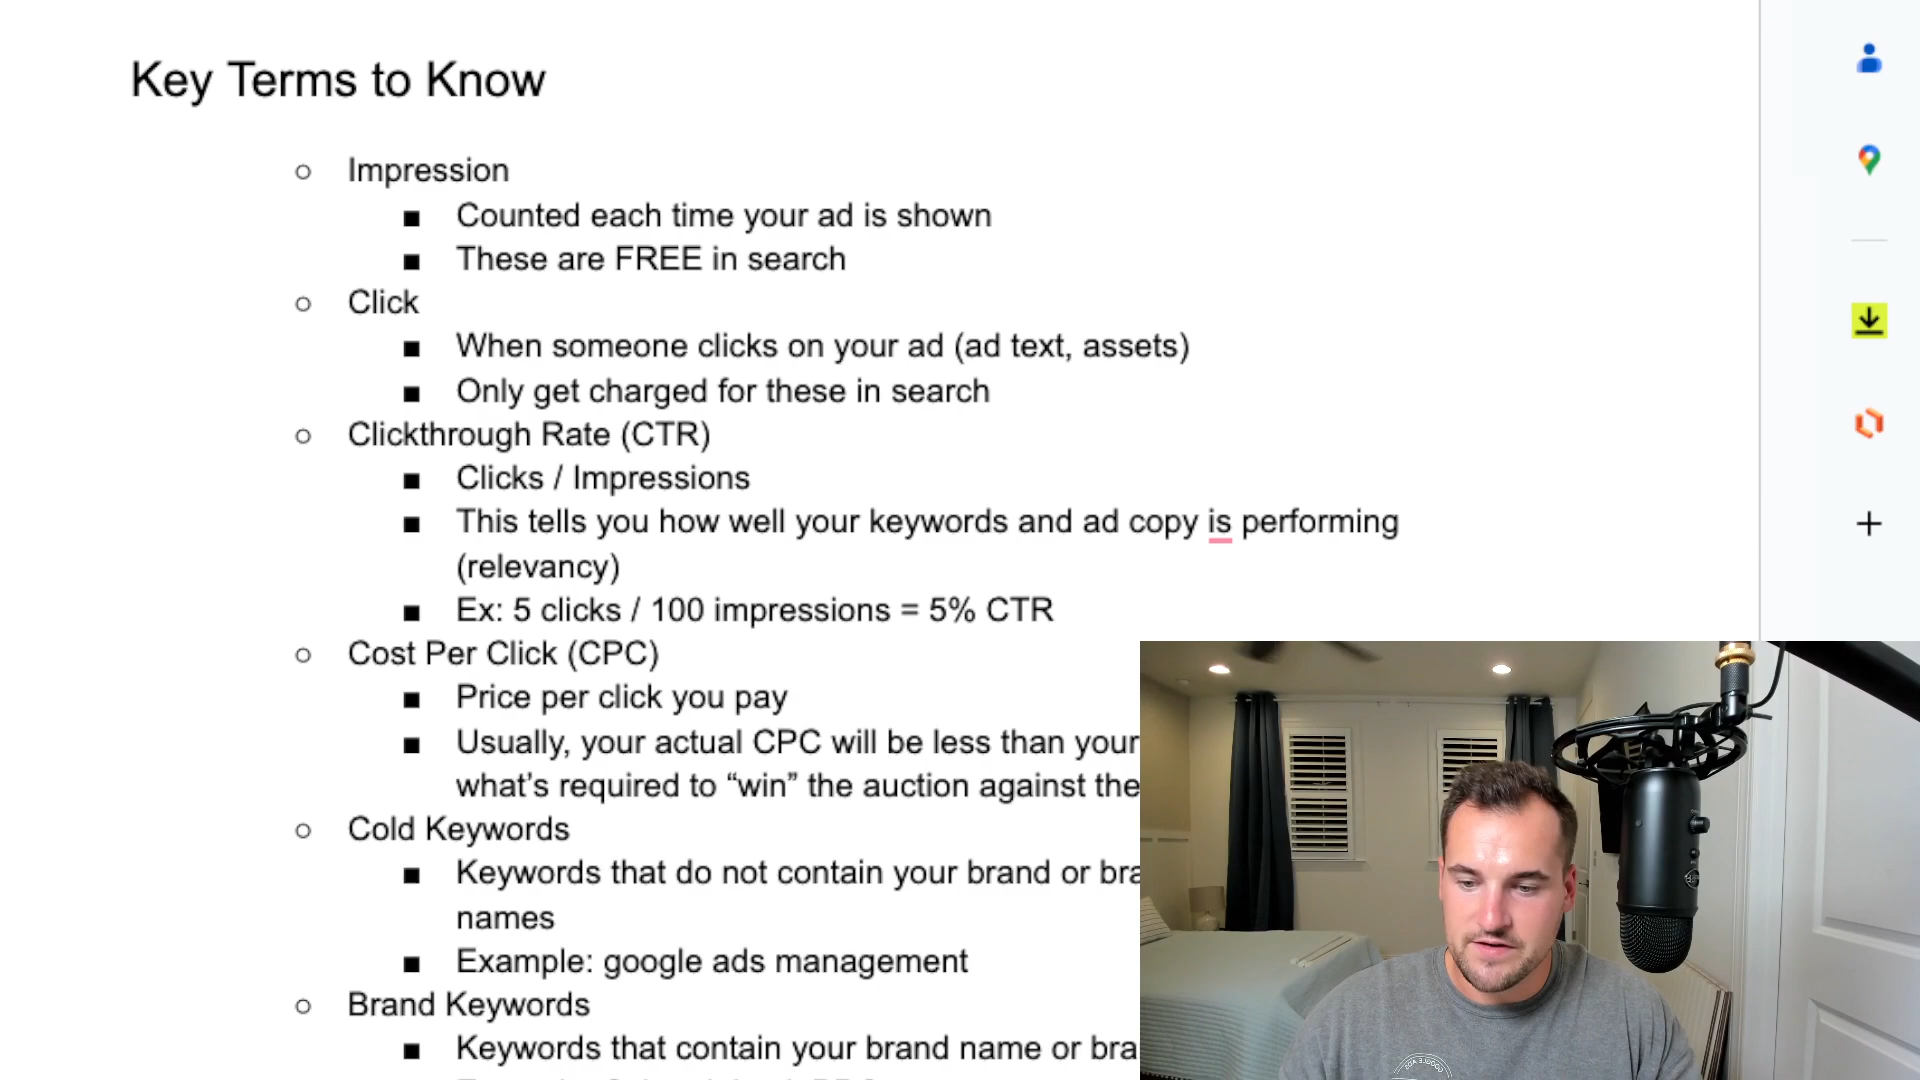 Key Terms to Know
Impression
Counted each time your ad is shown
These are FREE in search
Click
When someone clicks on your ad (ad text, assets)
Only get charged for these in search
Clickthrough Rate (CTR)
Clicks / Impressions
This tells you how well your keywords and ad copy is performing
(relevancy)
Ex: 5 clicks / 100 impressions = 5% CTR
Cost Per Click (CPC)
Price per click you pay
Usually, your actual CPC will be less than your
what’s required to “win” the auction against the
Cold Keywords
Keywords that do not contain your brand or
names
Example: google ads management
Brand Keywords
Keywords that contain your brand name or